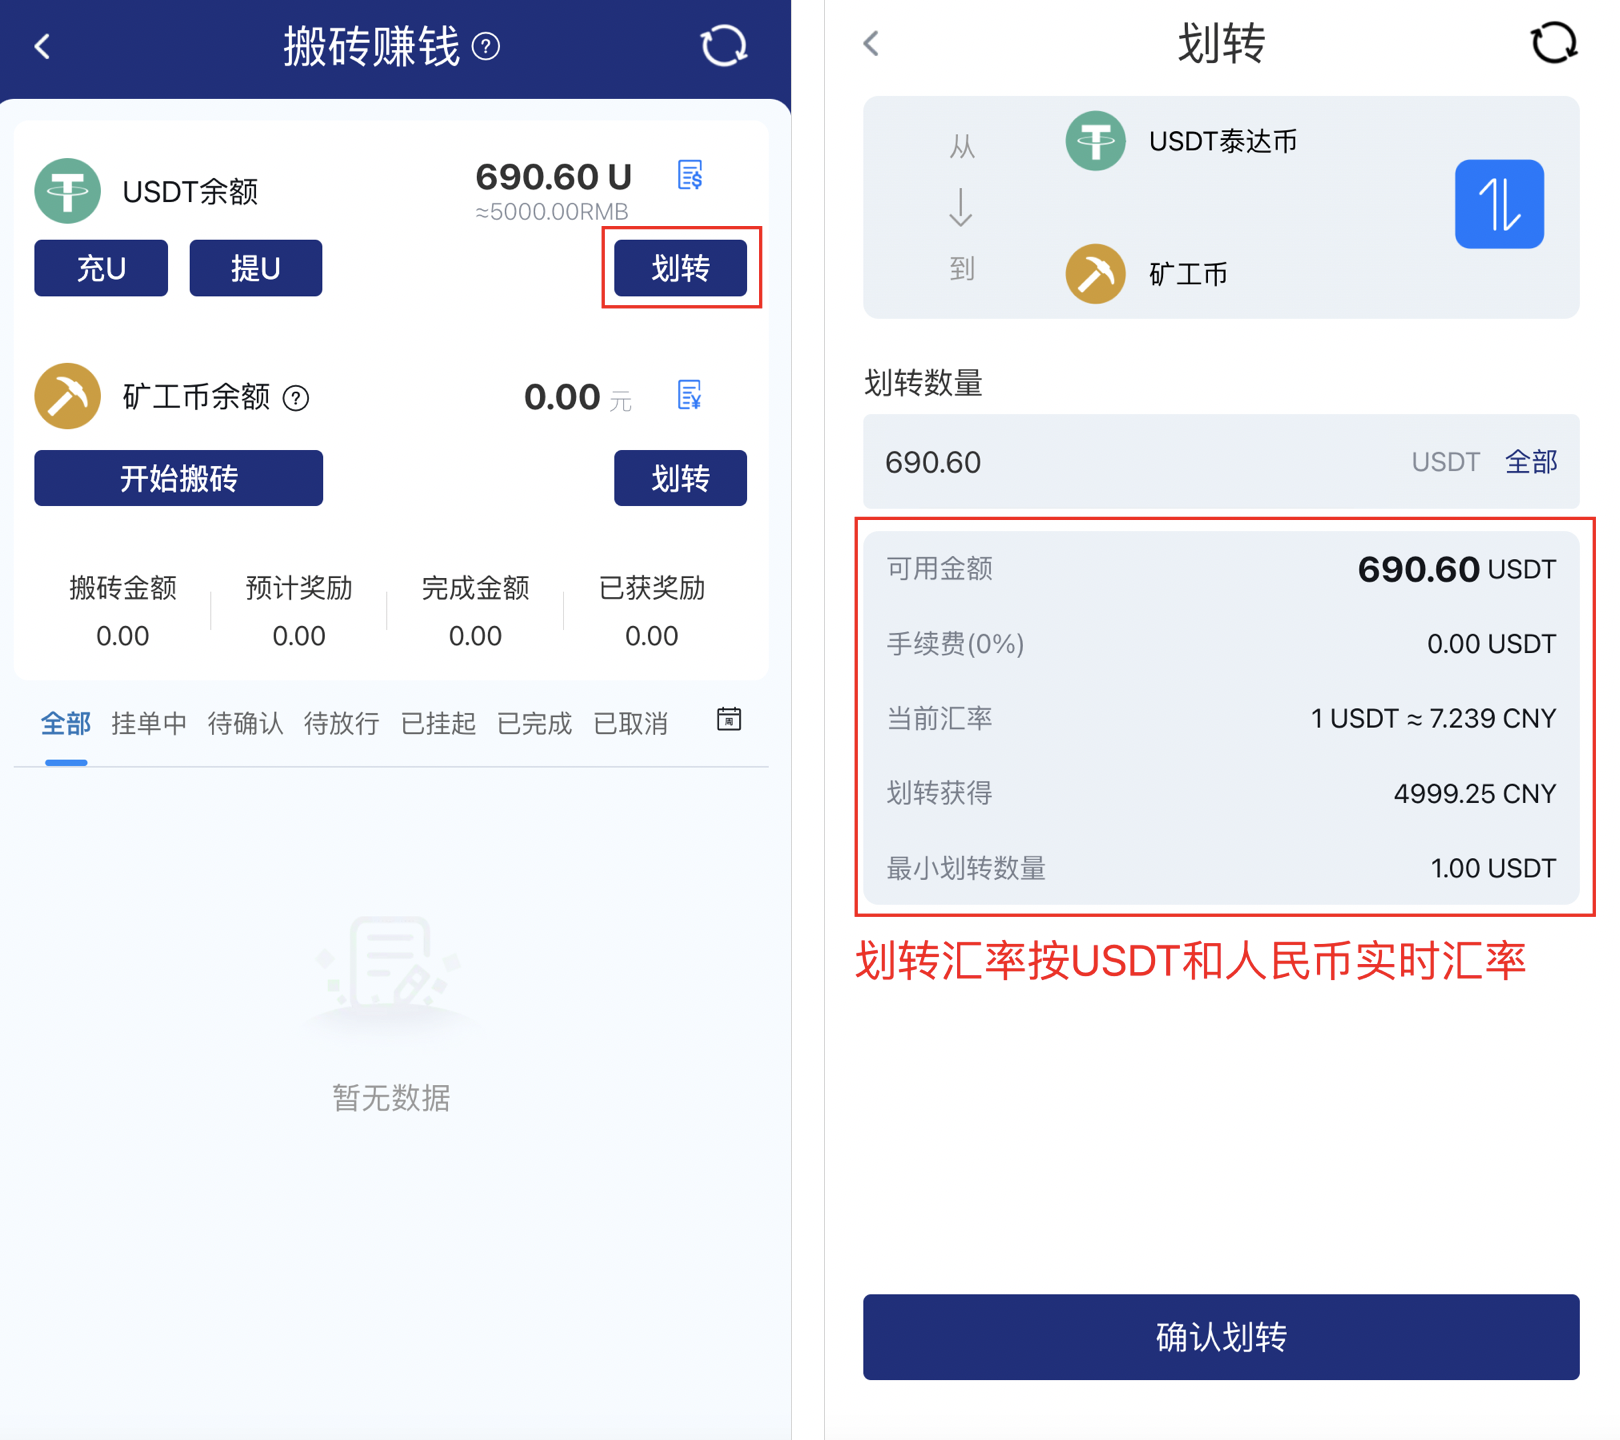 搬砖赚钱 ?
USDT余额
690.60 U
≈5000.00RMB
充U
提U
划转
矿工币余额 ?
0.00 元
开始搬砖
划转
搬砖金额 预计奖励 完成金额 已获奖励
0.00 0.00 0.00 0.00
全部 挂单中 待确认 待放行 已挂起 已完成 已取消
暂无数据
划转
从
USDT泰达币
到
矿工币
划转数量
690.60 USDT 全部
可用金额 690.60 USDT
手续费(0%) 0.00 USDT
当前汇率 1 USDT ≈ 7.239 CNY
划转获得 4999.25 CNY
最小划转数量 1.00 USDT
划转汇率按USDT和人民币实时汇率
确认划转